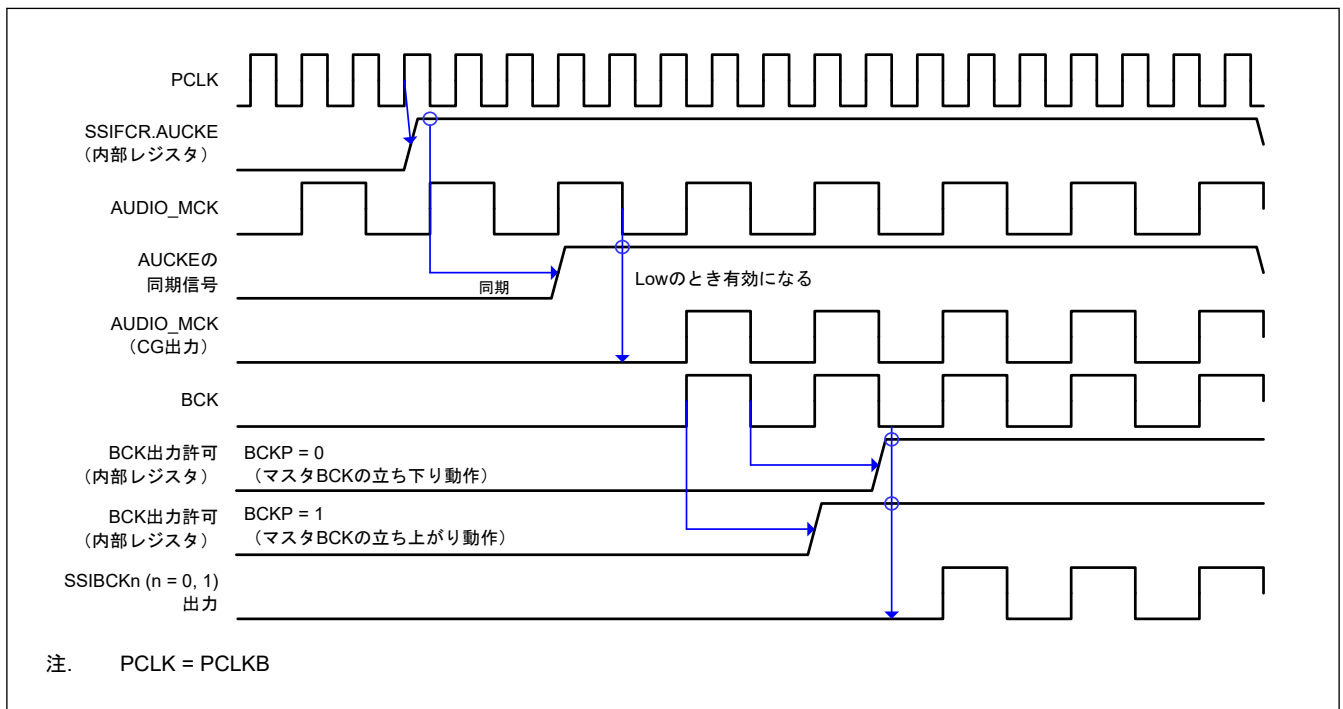 PCLK
SSIFCR.AUCKE
（内部レジスタ）
AUDIO_MCK
AUCKEの
同期信号
同期
Lowのとき有効になる
AUDIO_MCK
（CG出力）
BCK
BCK出力許可
（内部レジスタ）
BCKP = 0
（マスタBCKの立ち下り動作）
BCK出力許可
（内部レジスタ）
BCKP = 1
（マスタBCKの立ち上がり動作）
SSIBCKn (n = 0, 1)
出力
注. PCLK = PCLKB